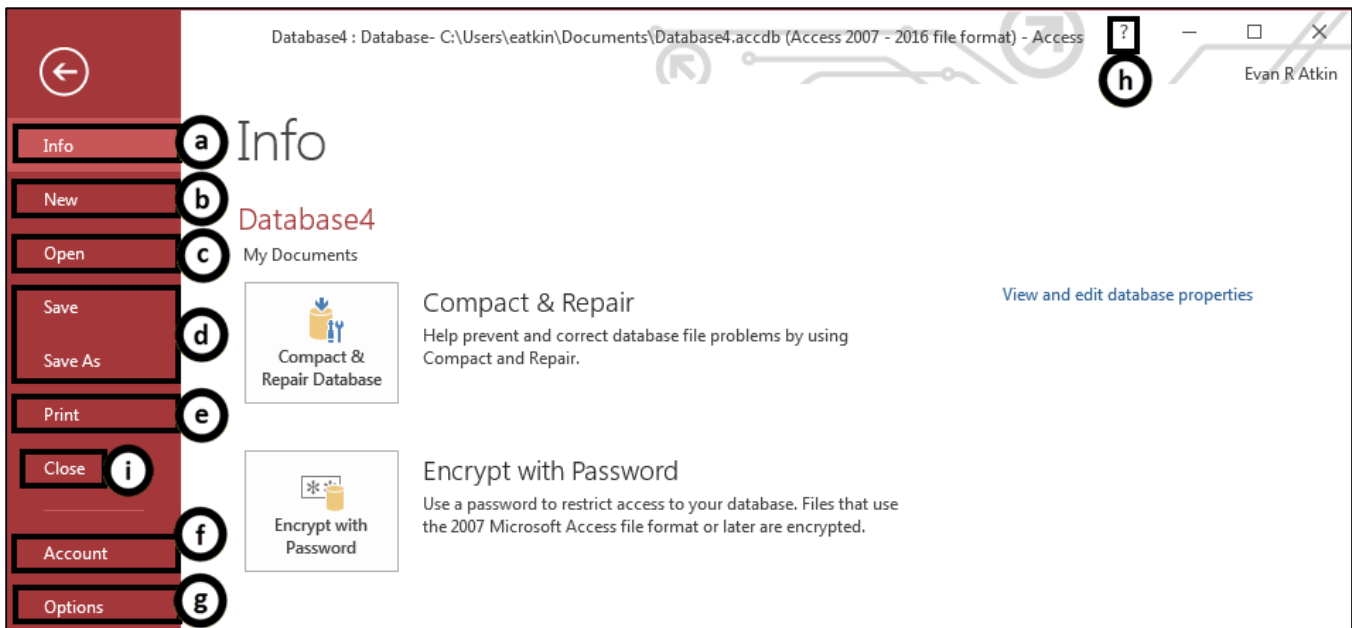 Database4 : Database- C:\Users\eatkin\Documents\Database4.accdb (Access 2007 - 2016 file format) - Access ?
h
Evan R Atkin
Info a
New b
Open c
Save
d
Save As
Print e
Close i
Account f
Options g
Info
Database4
My Documents
Compact &
Repair Database
Compact & Repair
Help prevent and correct database file problems by using
Compact and Repair.
View and edit database properties
Encrypt with
Password
Encrypt with Password
Use a password to restrict access to your database. Files that use
the 2007 Microsoft Access file format or later are encrypted.